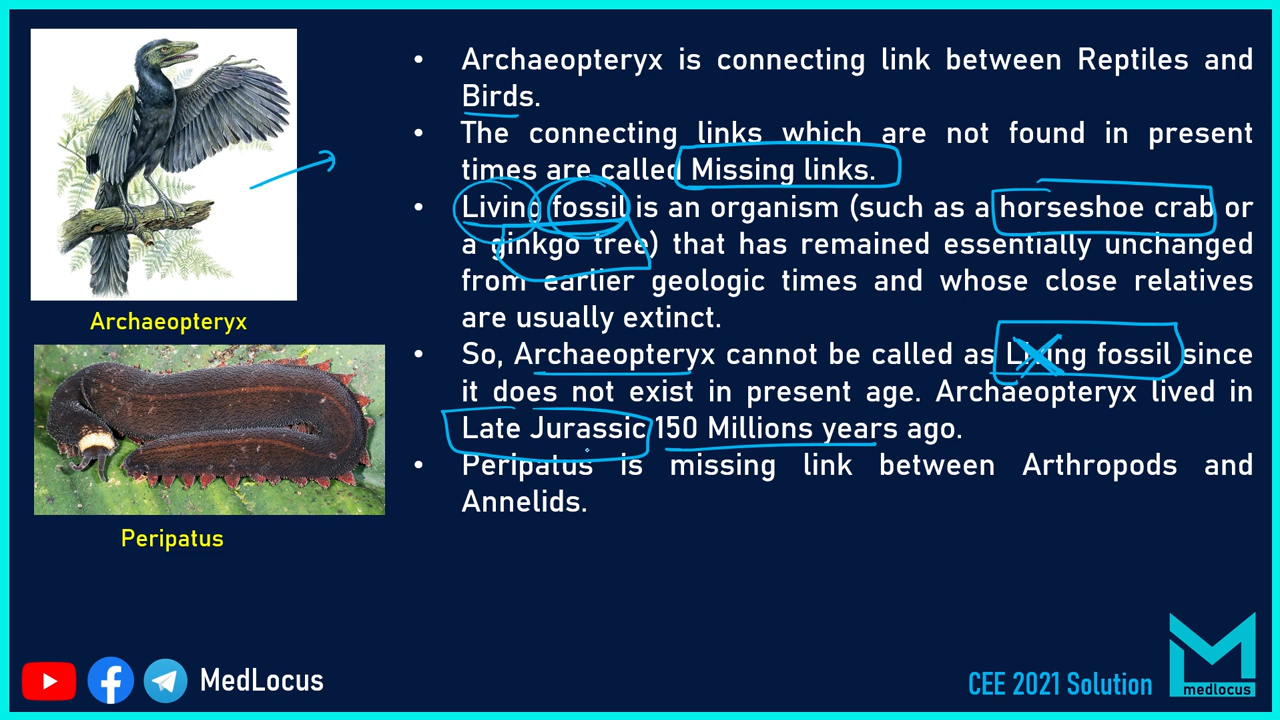 Archaeopteryx
Peripatus
• Archaeopteryx is connecting link between Reptiles and
Birds.
• The connecting links which are not found in present
times are called Missing links.
• Living fossil is an organism (such as a horseshoe crab or
a ginkgo tree) that has remained essentially unchanged
from earlier geologic times and whose close relatives
are usually extinct.
• So, Archaeopteryx cannot be called as Living fossil since
it does not exist in present age. Archaeopteryx lived in
Late Jurassic 150 Millions years ago.
• Peripatus is missing link between Arthropods and
Annelids.
MedLocus
CEE 2021 Solution
medlocus